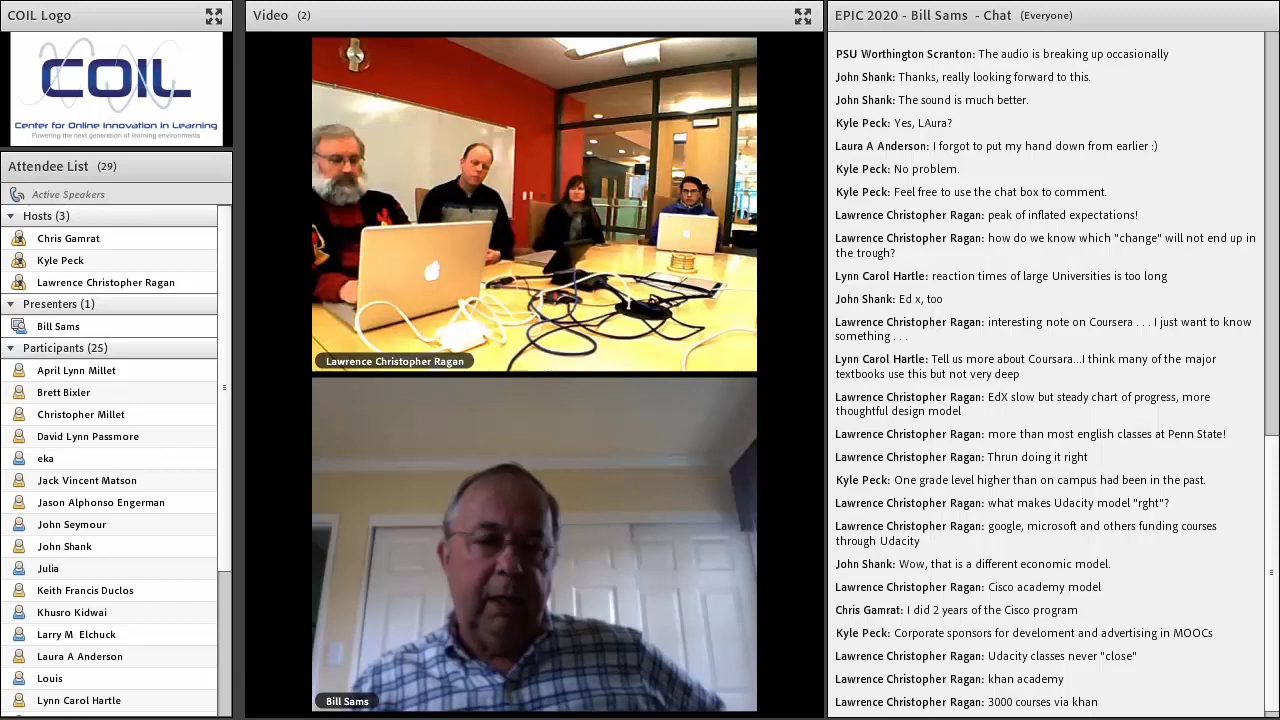 COIL Logo
COIL
Center for Online Innovation in Learning
Powering the next generation of learning environments
Attendee List (29)
Active Speakers
Hosts (3)
Chris Gamrat
Kyle Peck
Lawrence Christopher Ragan
Presenters (1)
Bill Sams
Participants (25)
April Lynn Millet
Brett Bixler
Christopher Millet
David Lynn Passmore
eka
Jack Vincent Matson
Jason Alphonso Engerman
John Seymour
John Shank
Julia
Keith Francis Duclos
Khusro Kidwai
Larry M Elchuck
Laura A Anderson
Louis
Lynn Carol Hartle
Video (2)
Lawrence Christopher Ragan
Bill Sams
EPIC 2020 - Bill Sams - Chat (Everyone)
PSU Worthington Scranton: The audio is breaking up occasionally
John Shank: Thanks, really looking forward to this.
John Shank: The sound is much better.
Kyle Peck: Yes, LAura?
Laura A Anderson: I forgot to put my hand down from earlier :)
Kyle Peck: No problem.
Kyle Peck: Feel free to use the chat box to comment.
Lawrence Christopher Ragan: peak of inflated expectations!
Lawrence Christopher Ragan: how do we know which "change" will not end up in
the trough?
Lynn Carol Hartle: reaction times of large Universities is too long
John Shank: Ed x, too
Lawrence Christopher Ragan: interesting note on Coursera . . . I just want to know
something . . .
Lynn Carol Hartle: Tell us more about adaptive learning. I think many of the major
textbooks use this but not very deep
Lawrence Christopher Ragan: EdX slow but steady chart of progress, more
thoughtful design model
Lawrence Christopher Ragan: more than most english classes at Penn State!
Lawrence Christopher Ragan: Thrun doing it right
Kyle Peck: One grade level higher than on campus had been in the past.
Lawrence Christopher Ragan: what makes Udacity model "rght"?
Lawrence Christopher Ragan: google, microsoft and others funding courses
through Udacity
John Shank: Wow, that is a different economic model.
Lawrence Christopher Ragan: Cisco academy model
Chris Gamrat: I did 2 years of the Cisco program
Kyle Peck: Corporate sponsors for develoment and advertising in MOOCs
Lawrence Christopher Ragan: Udacity classes never "close"
Lawrence Christopher Ragan: khan academy
Lawrence Christopher Ragan: 3000 courses via khan